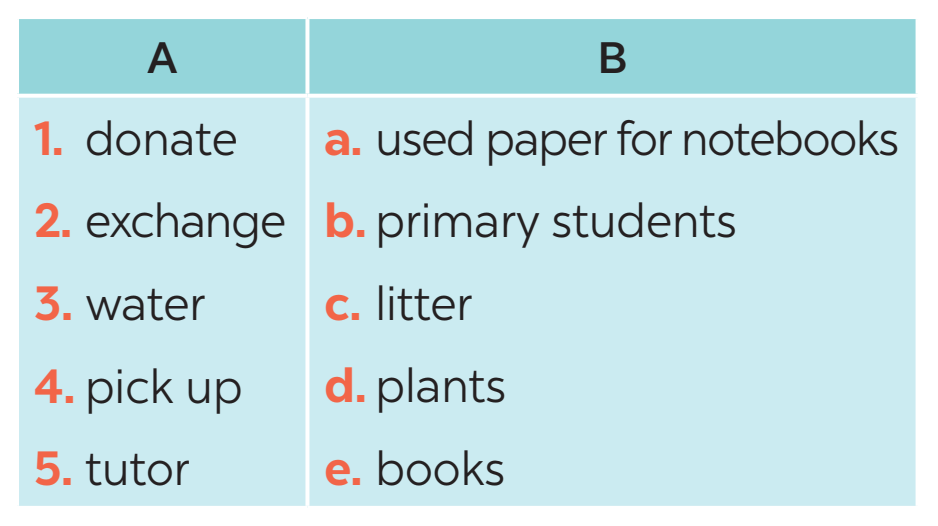 A B
1. donate a. used paper for notebooks
2. exchange b. primary students
3. water c. litter
4. pick up d. plants
5. tutor e. books